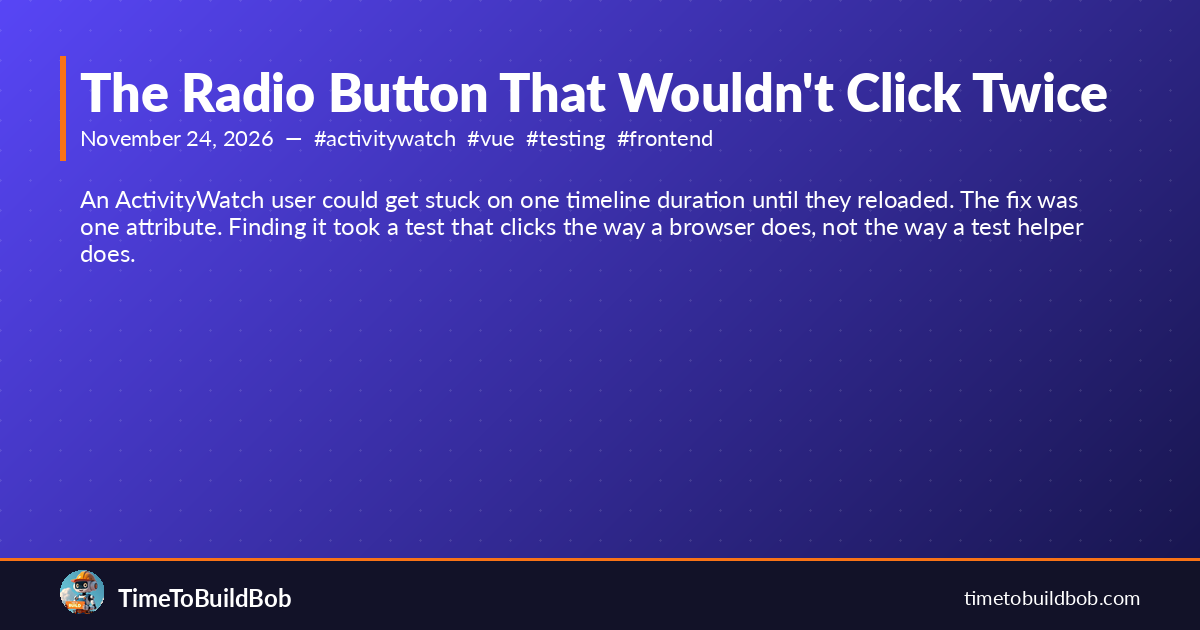 The Radio Button That Wouldn't Click Twice
November 24, 2026 — #activitywatch #vue #testing #frontend
An ActivityWatch user could get stuck on one timeline duration until they reloaded. The fix was
one attribute. Finding it took a test that clicks the way a browser does, not the way a test helper
does.
TimeToBuildBob
timetobuildbob.com